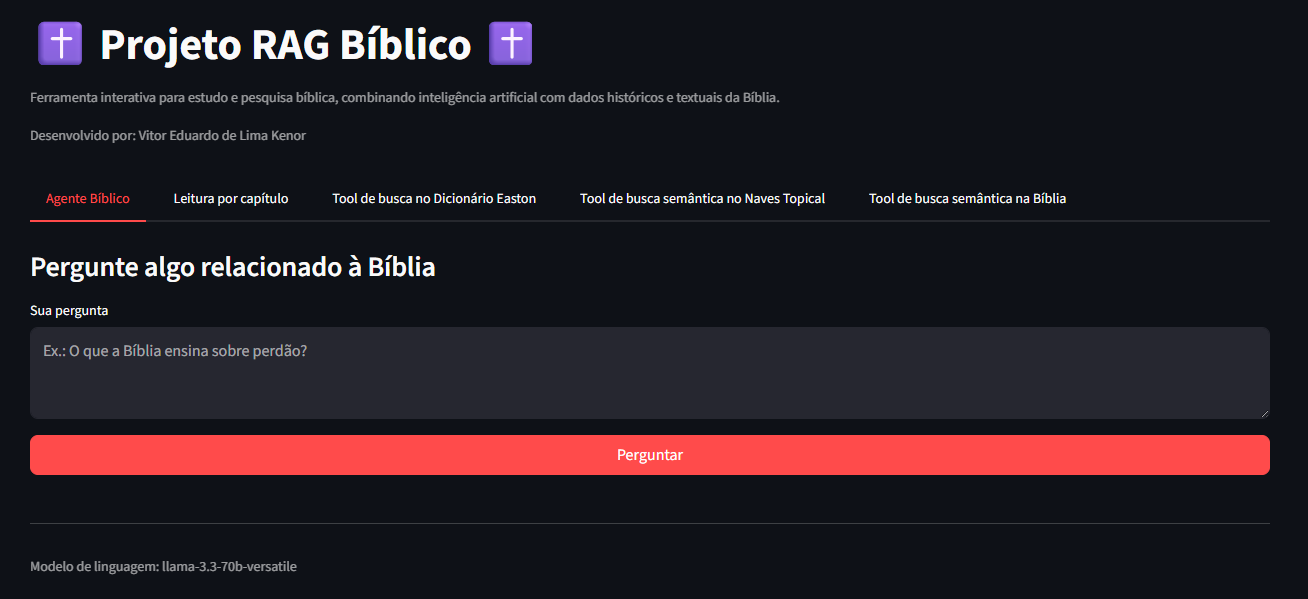 Projeto RAG Bíblico
Ferramenta interativa para estudo e pesquisa bíblica, combinando inteligência artificial com dados históricos e textuais da Bíblia.
Desenvolvido por: Vitor Eduardo de Lima Kenor
Agente Bíblico Leitura por capítulo Tool de busca no Dicionário Easton Tool de busca semântica no Naves Topical Tool de busca semântica na Bíblia
Pergunte algo relacionado à Bíblia
Sua pergunta
Ex.: O que a Bíblia ensina sobre perdão?
Perguntar
Modelo de linguagem: llama-3.3-70b-versatile